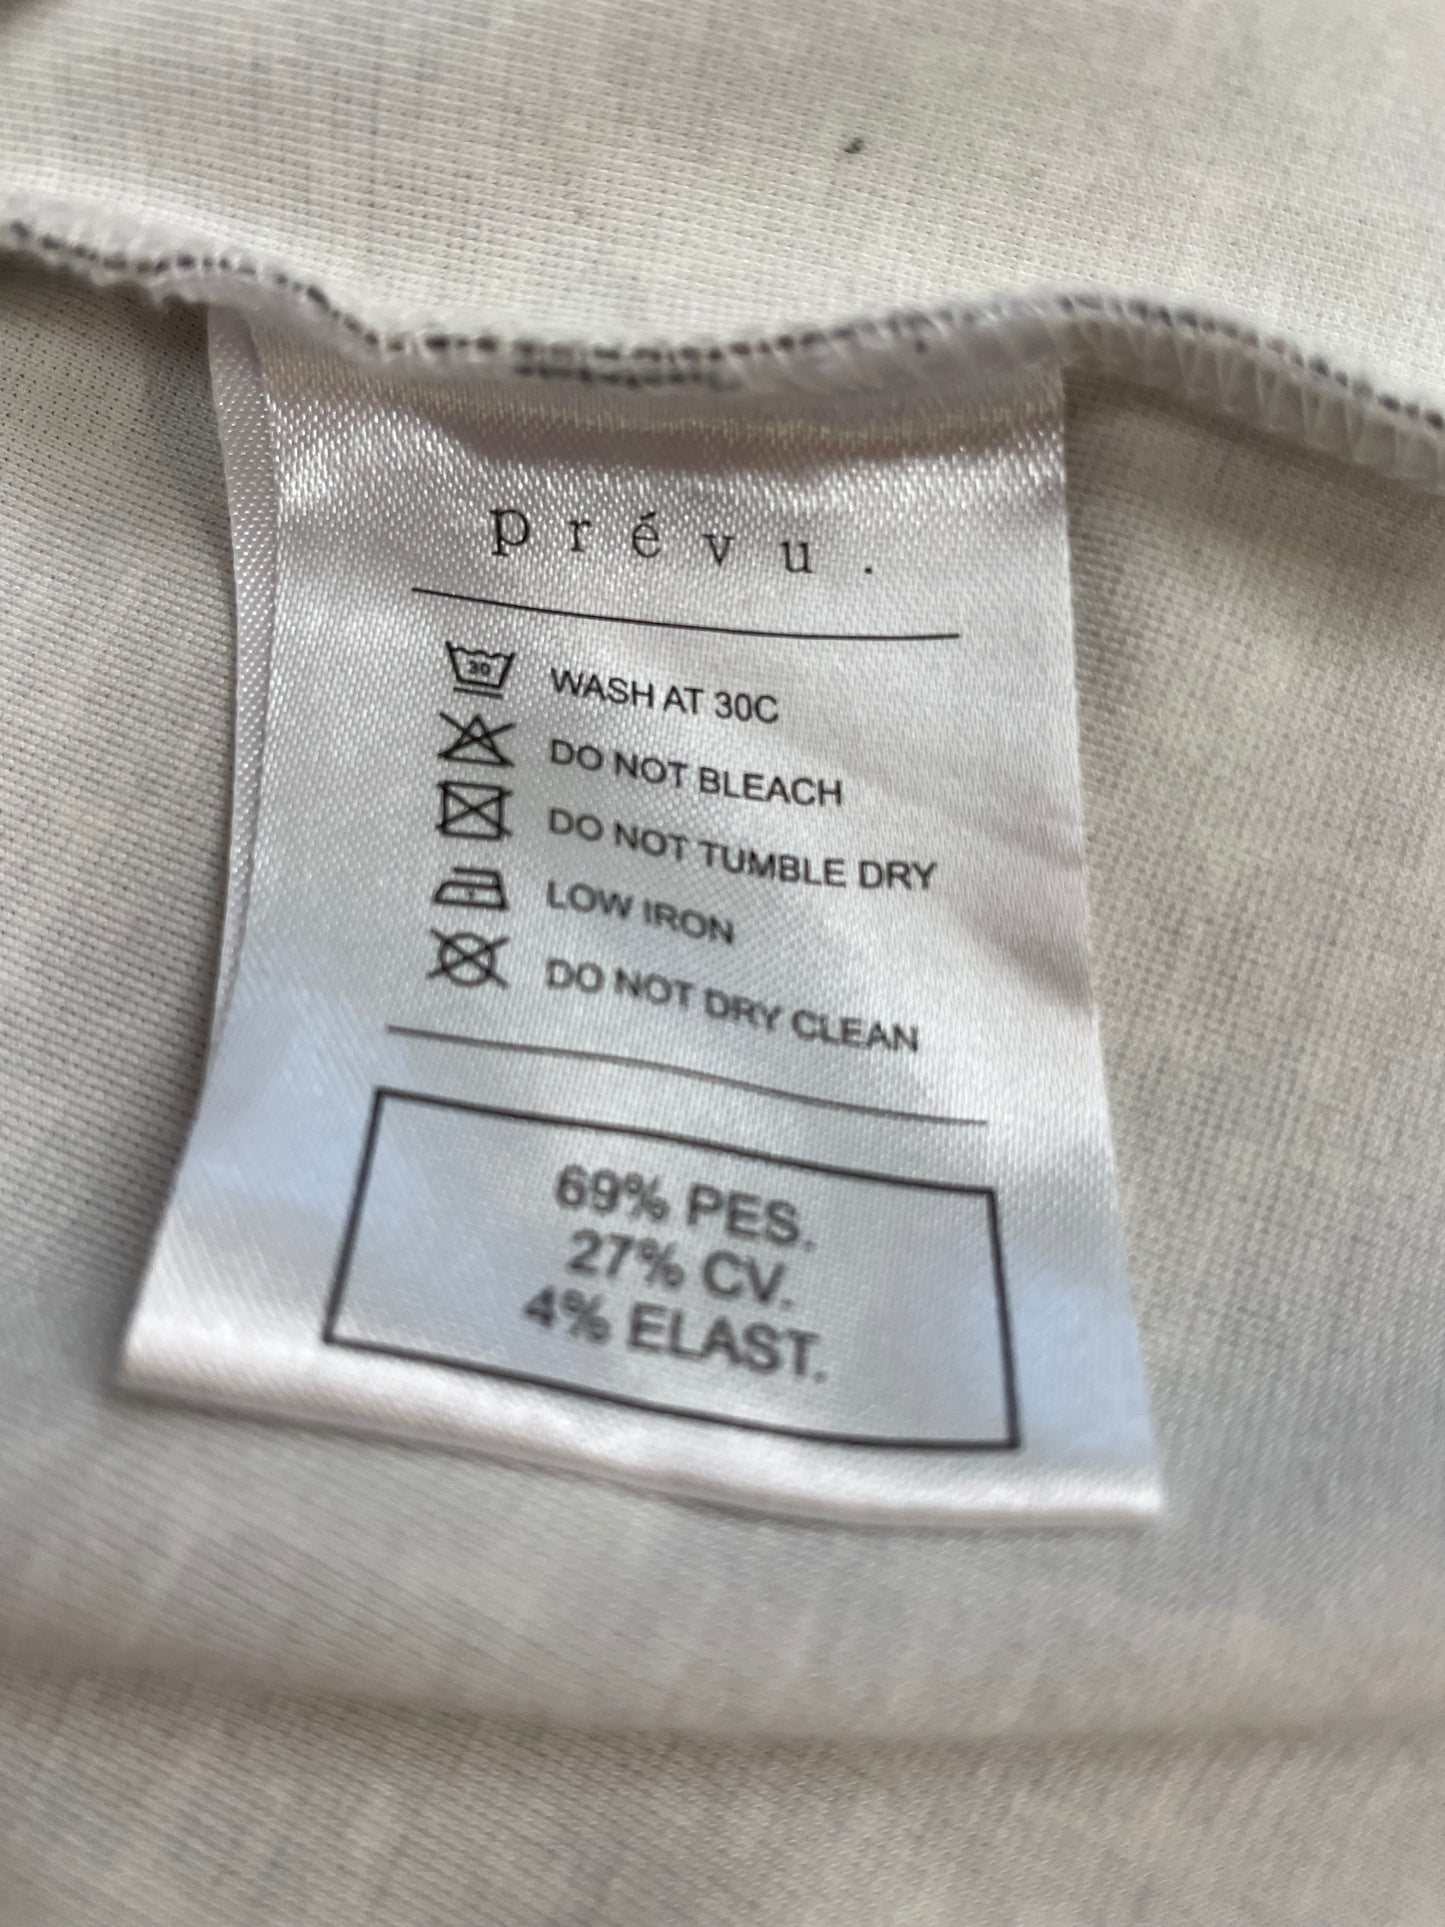 prévu.
30
WASH AT 30C
DO NOT BLEACH
DO NOT TUMBLE DRY
LOW IRON
DO NOT DRY CLEAN
69% PES.
27% CV.
4% ELAST.